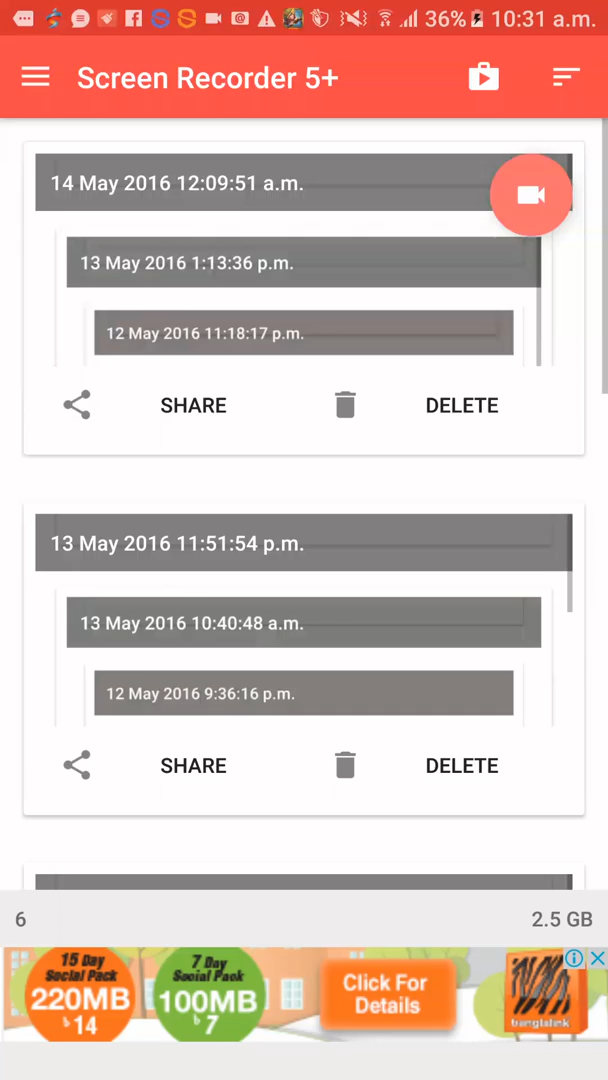 36% 10:31 a.m.
Screen Recorder 5+
14 May 2016 12:09:51 a.m.
13 May 2016 1:13:36 p.m.
12 May 2016 11:18:17 p.m.
SHARE DELETE
13 May 2016 11:51:54 p.m.
13 May 2016 10:40:48 a.m.
12 May 2016 9:36:16 p.m.
SHARE DELETE
6 2.5 GB
15 Day
Social Pack
220MB
৳14
7 Day
Social Pack
100MB
৳7
Click For
Details
banglalink